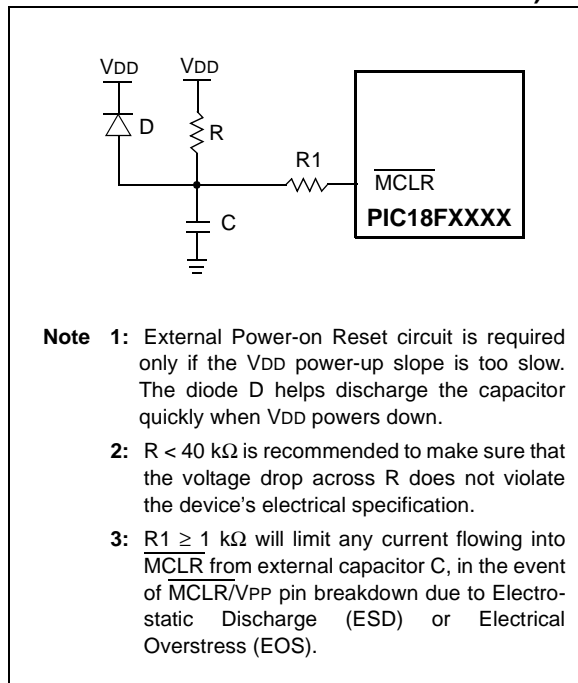 VDD VDD
D
R
R1
MCLR
PIC18FXXXX
C
Note 1: External Power-on Reset circuit is required
only if the VDD power-up slope is too slow.
The diode D helps discharge the capacitor
quickly when VDD powers down.
2: R < 40 kΩ is recommended to make sure that
the voltage drop across R does not violate
the device's electrical specification.
3: R1 ≥ 1 kΩ will limit any current flowing into
MCLR from external capacitor C, in the event
of MCLR/VPP pin breakdown due to Electro-
static Discharge (ESD) or Electrical
Overstress (EOS).